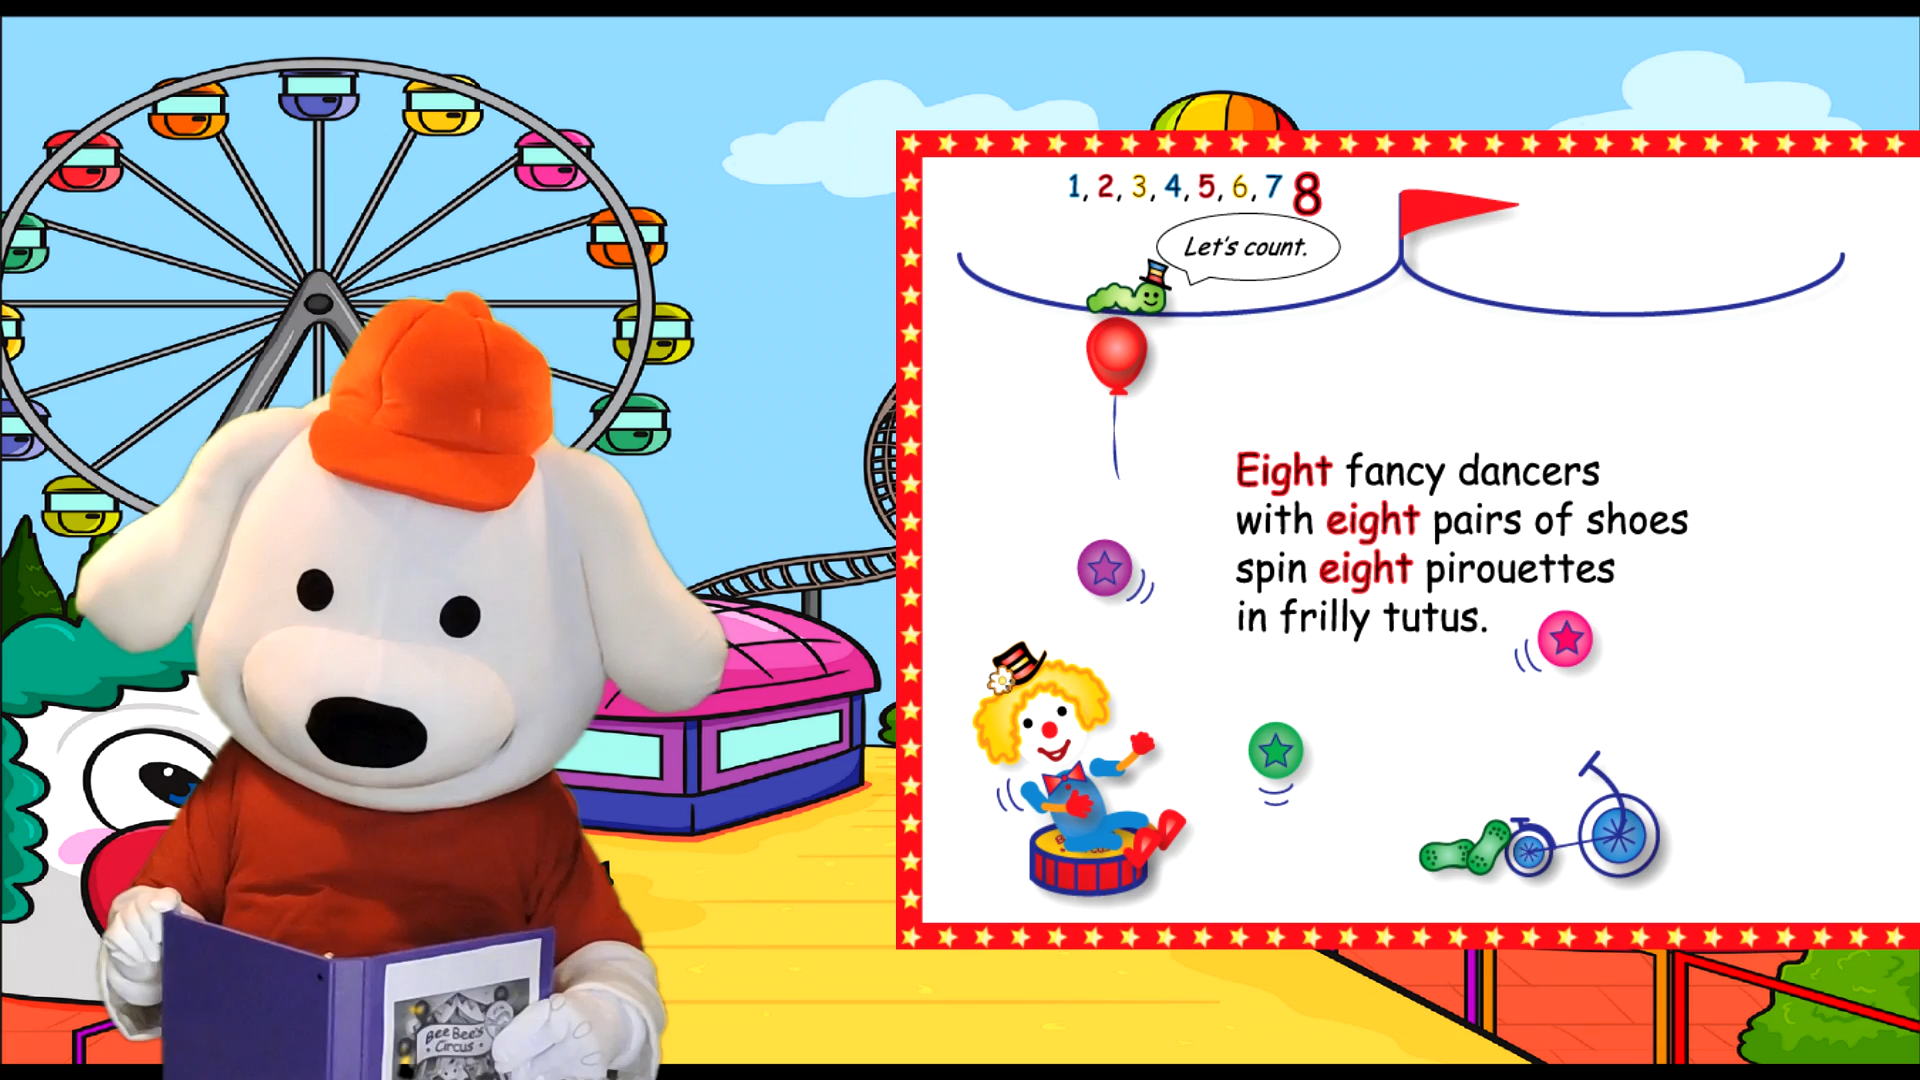 1, 2, 3, 4, 5, 6, 7 8
Let's count.
Eight fancy dancers
with eight pairs of shoes
spin eight pirouettes
in frilly tutus.
Bee Bee's
Circus